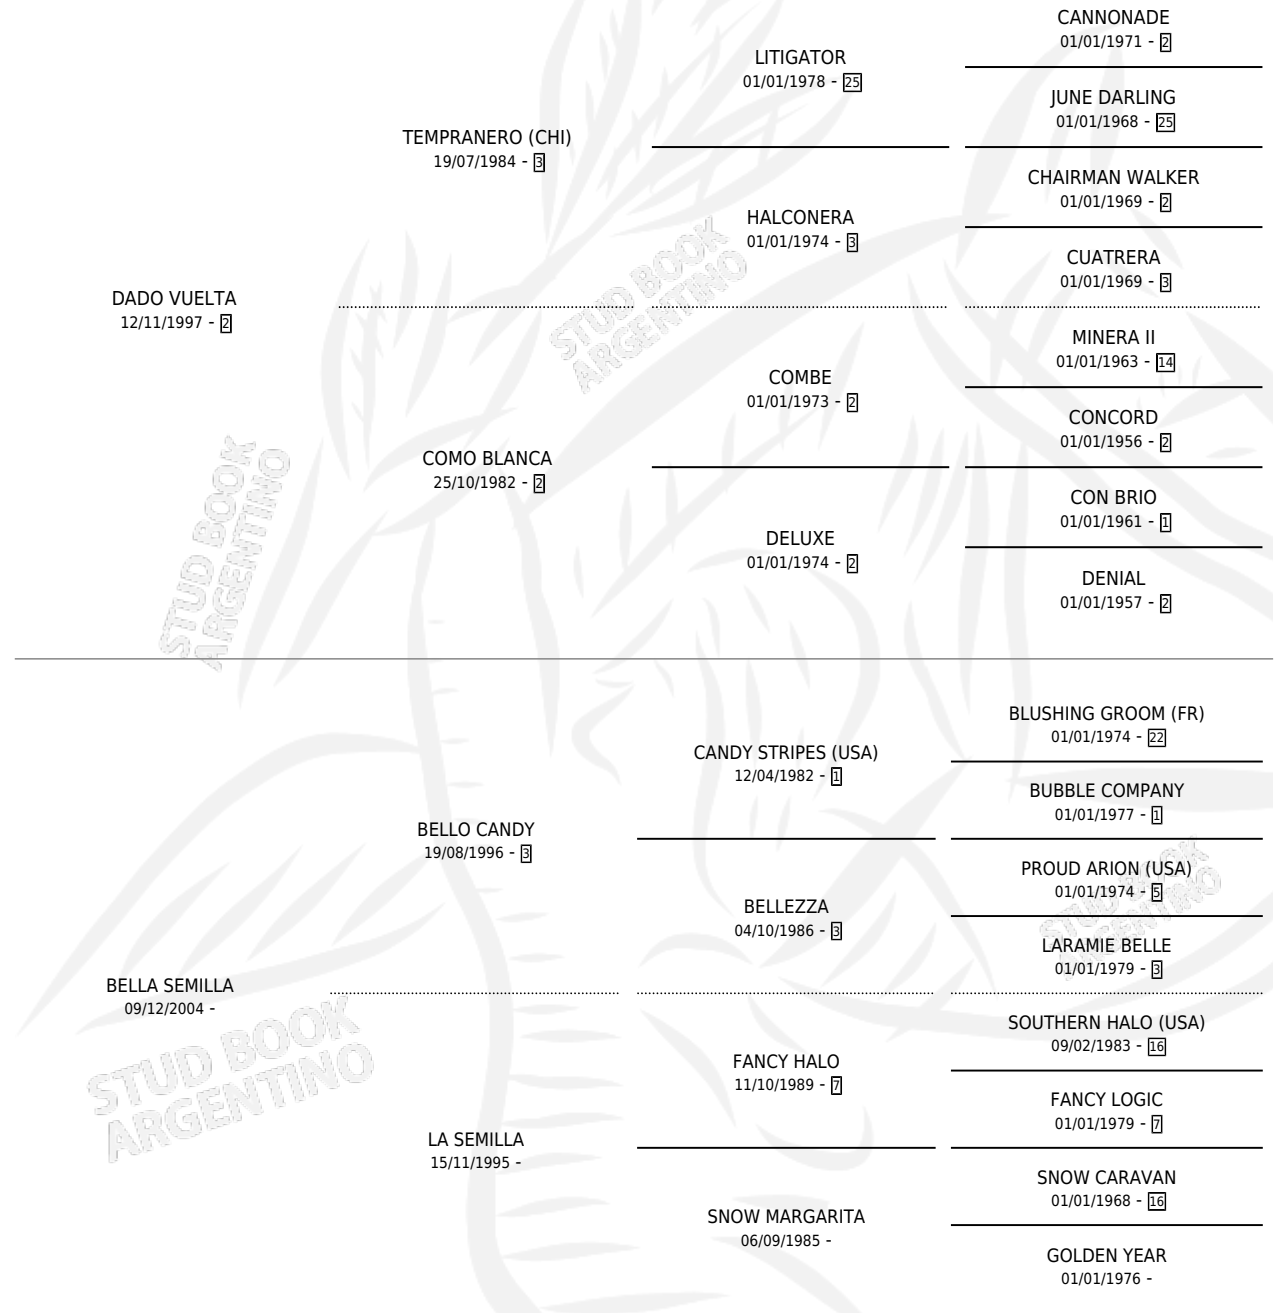 CANNONADE
01/01/1971 - 2
LITIGATOR
01/01/1978 - 25
JUNE DARLING
01/01/1968 - 25
TEMPRANERO (CHI)
19/07/1984 - 3
CHAIRMAN WALKER
01/01/1969 - 2
HALCONERA
01/01/1974 - 3
CUATRERA
01/01/1969 - 3
DADO VUELTA
12/11/1997 - 2
MINERA II
01/01/1963 - 14
COMBE
01/01/1973 - 2
CONCORD
01/01/1956 - 2
COMO BLANCA
25/10/1982 - 2
CON BRIO
01/01/1961 - 1
DELUXE
01/01/1974 - 2
DENIAL
01/01/1957 - 2
STUD BOOK
ARGENTINO
STUD BOOK
ARGENTINO
BLUSHING GROOM (FR)
01/01/1974 - 22
CANDY STRIPES (USA)
12/04/1982 - 1
BUBBLE COMPANY
01/01/1977 - 1
BELLO CANDY
19/08/1996 - 3
PROUD ARION (USA)
01/01/1974 - 5
BELLEZZA
04/10/1986 - 3
LARAMIE BELLE
01/01/1979 - 3
STUD BOOK
ARGENTINO
BELLA SEMILLA
09/12/2004 -
SOUTHERN HALO (USA)
09/02/1983 - 16
FANCY HALO
11/10/1989 - 7
FANCY LOGIC
01/01/1979 - 7
STUD BOOK
ARGENTINO
LA SEMILLA
15/11/1995 -
SNOW CARAVAN
01/01/1968 - 16
SNOW MARGARITA
06/09/1985 -
GOLDEN YEAR
01/01/1976 -